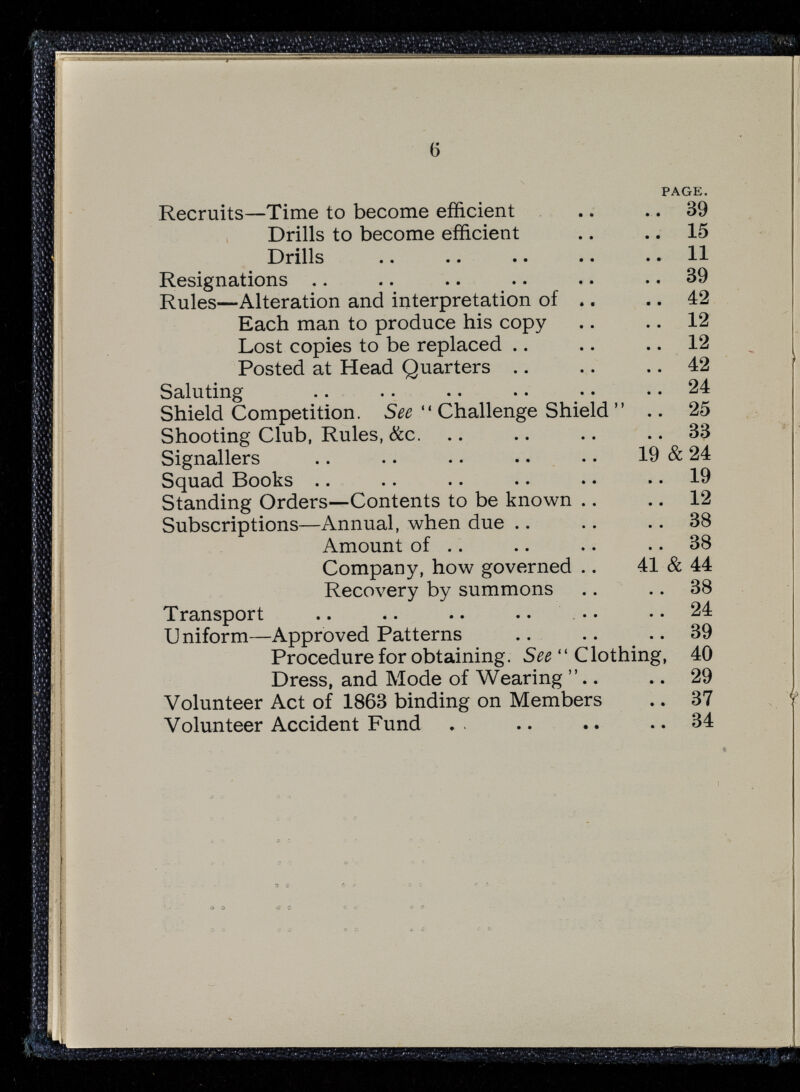 6
PAGE.
Recruits—Time to become efficient .. .. 39
Drills to become efficient .. .. 15
Drills .. .. .. .. .. 11
Resignations .. .. .. .. .. .. 39
Rules—Alteration and interpretation of .. .. 42
Each man to produce his copy .. .. 12
Lost copies to be replaced .. .. .. 12
Posted at Head Quarters .. .. .. 42
Saluting .. .. .. .. .. .. 24
Shield Competition. See "Challenge Shield" .. 25
Shooting Club, Rules, &c. .. .. .. .. 33
Signallers .. .. .. .. .. 19 & 24
Squad Books .. .. .. .. .. .. 19
Standing Orders—Contents to be known .. .. 12
Subscriptions—Annual, when due .. .. .. 38
Amount of .. .. .. .. 38
Company, how governed .. 41 & 44
Recovery by summons .. .. 38
Transport .. .. .. .. .. .. 24
Uniform—Approved Patterns .. .. .. 39
Procedure for obtaining. See "Clothing, 40
Dress, and Mode of Wearing".. .. 29
Volunteer Act of 1863 binding on Members .. 37
Volunteer Accident Fund .. .. .. .. 34